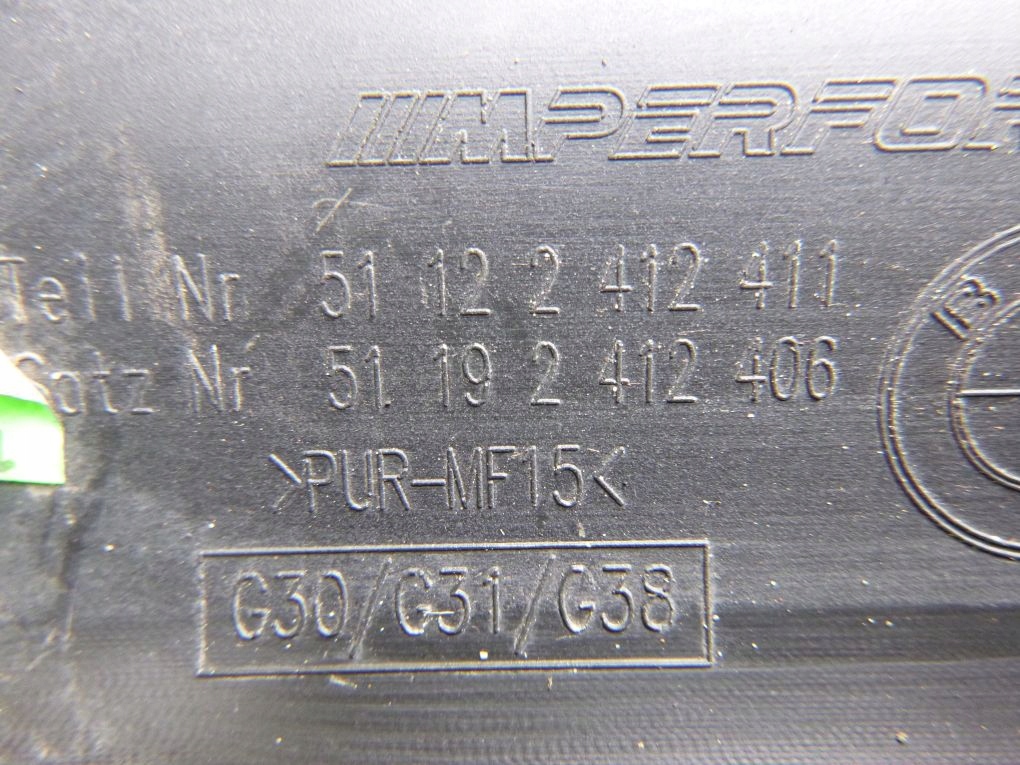 ///M PERFOR
Teil Nr 51 12 2 412 411
Satz Nr 51 19 2 412 406
>PUR-MF15<
G30/G31/G38
B